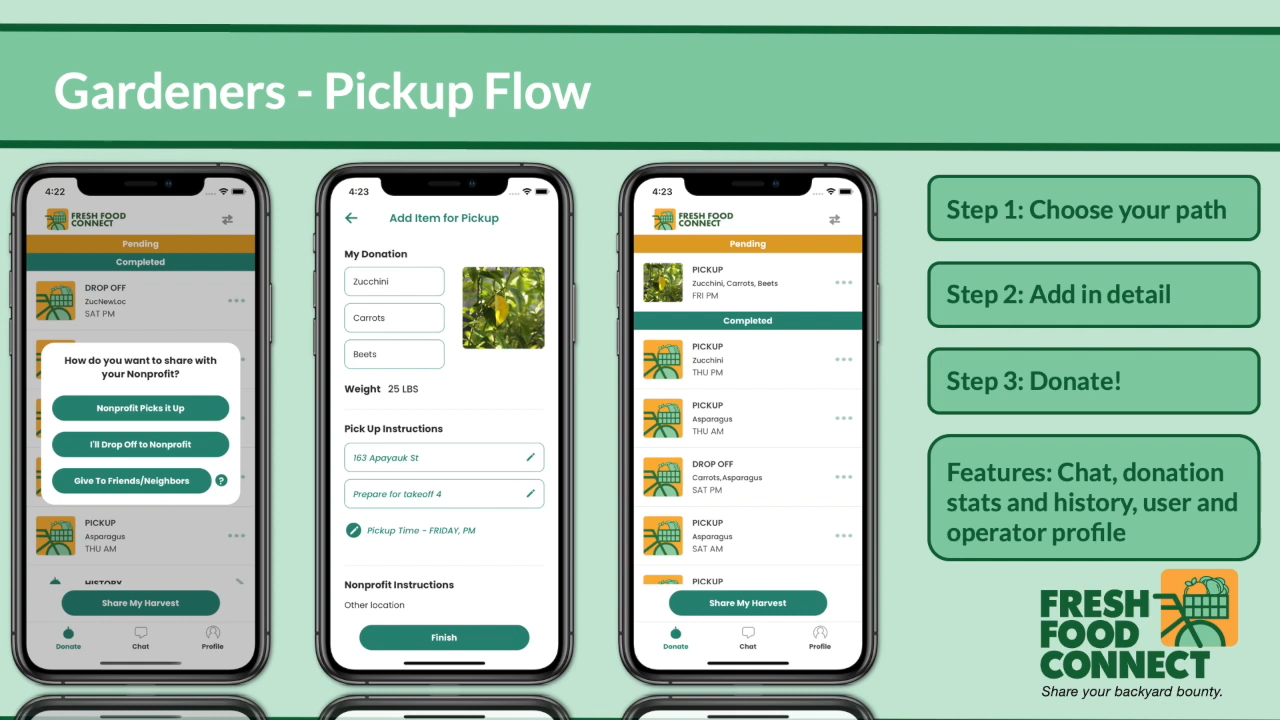 Gardeners - Pickup Flow
4:22
FRESH FOOD
CONNECT
Pending
Completed
DROP OFF
ZucNewLoc
SAT PM
How do you want to share with
your Nonprofit?
Nonprofit Picks it Up
I'll Drop Off to Nonprofit
Give To Friends/Neighbors ?
PICKUP
Asparagus
THU AM
HISTORY
Share My Harvest
Donate Chat Profile
4:23
Add Item for Pickup
My Donation
Zucchini
Carrots
Beets
Weight 25 LBS
Pick Up Instructions
163 Apayauk St
Prepare for takeoff 4
Pickup Time - FRIDAY, PM
Nonprofit Instructions
Other location
Finish
4:23
FRESH FOOD
CONNECT
Pending
PICKUP
Zucchini, Carrots, Beets
FRI PM
Completed
PICKUP
Zucchini
THU PM
PICKUP
Asparagus
THU AM
DROP OFF
Carrots,Asparagus
SAT PM
PICKUP
Asparagus
SAT AM
PICKUP
Share My Harvest
Donate Chat Profile
Step 1: Choose your path
Step 2: Add in detail
Step 3: Donate!
Features: Chat, donation
stats and history, user and
operator profile
FRESH
FOOD
CONNECT
Share your backyard bounty.